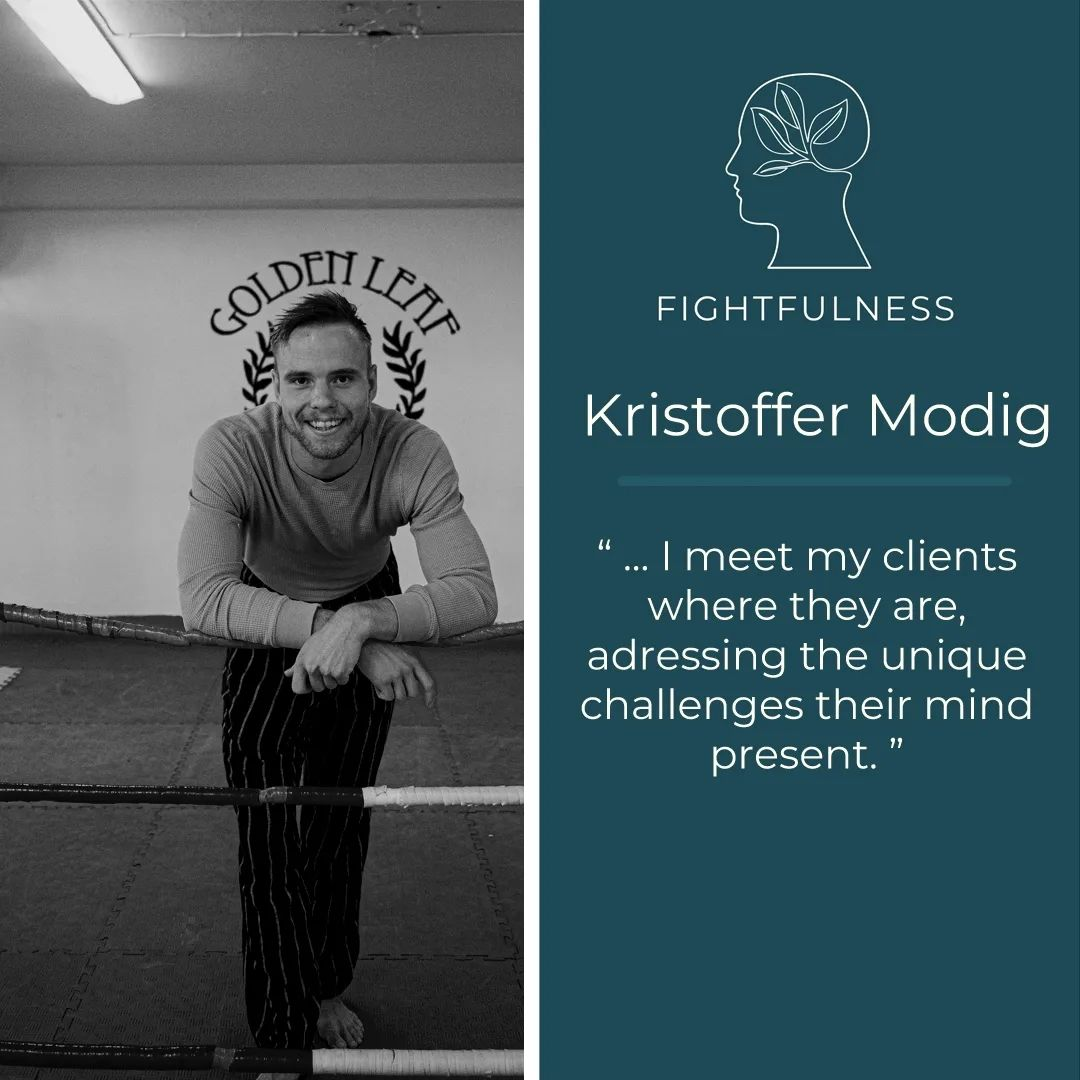 GOLDEN LEAF
FIGHTFULNESS
Kristoffer Modig
“ ... I meet my clients
where they are,
adressing the unique
challenges their mind
present. ”